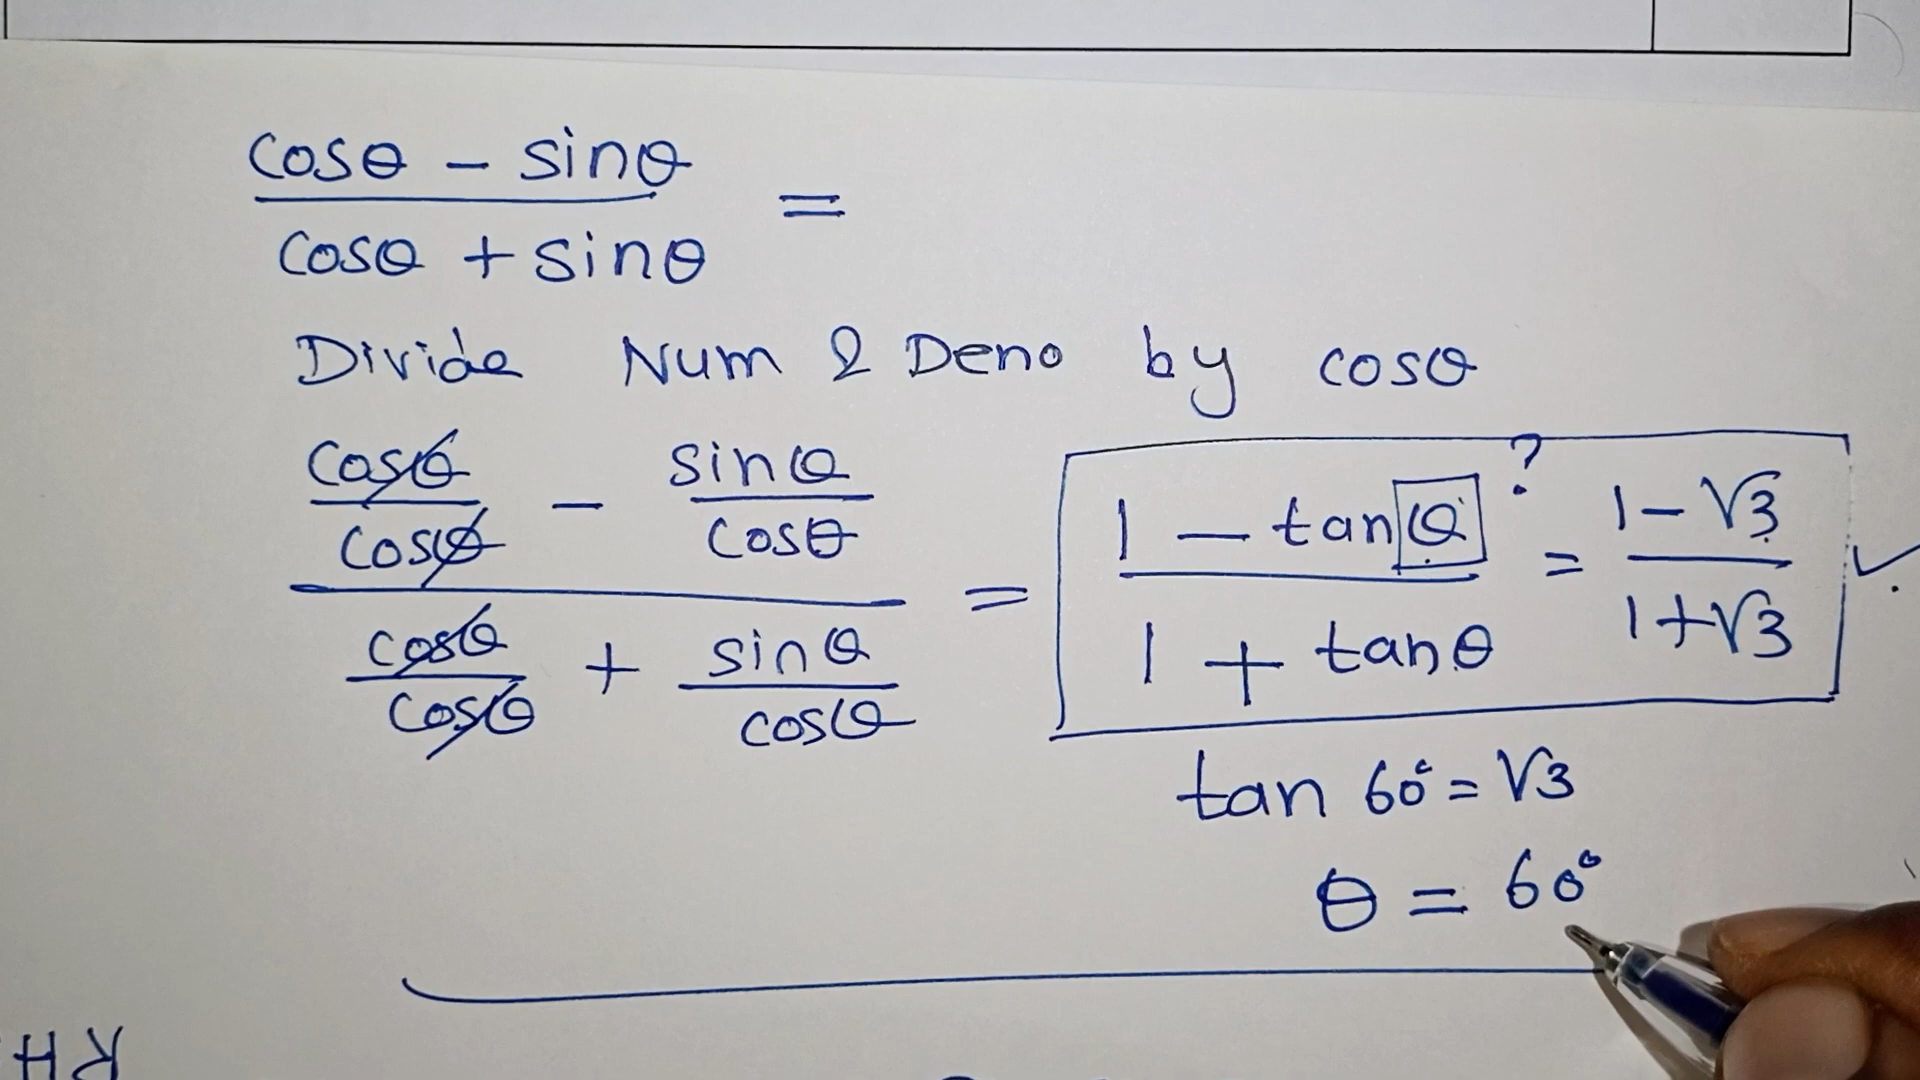 cosθ - sinθ
cosθ + sinθ =
Divide Num & Deno by cosθ
cosθ/cosθ - sinθ/cosθ
cosθ/cosθ + sinθ/cosθ
= 1 - tanθ / 1 + tanθ = 1 - √3 / 1 + √3 ? ✓
tan 60° = √3
θ = 60°
RH